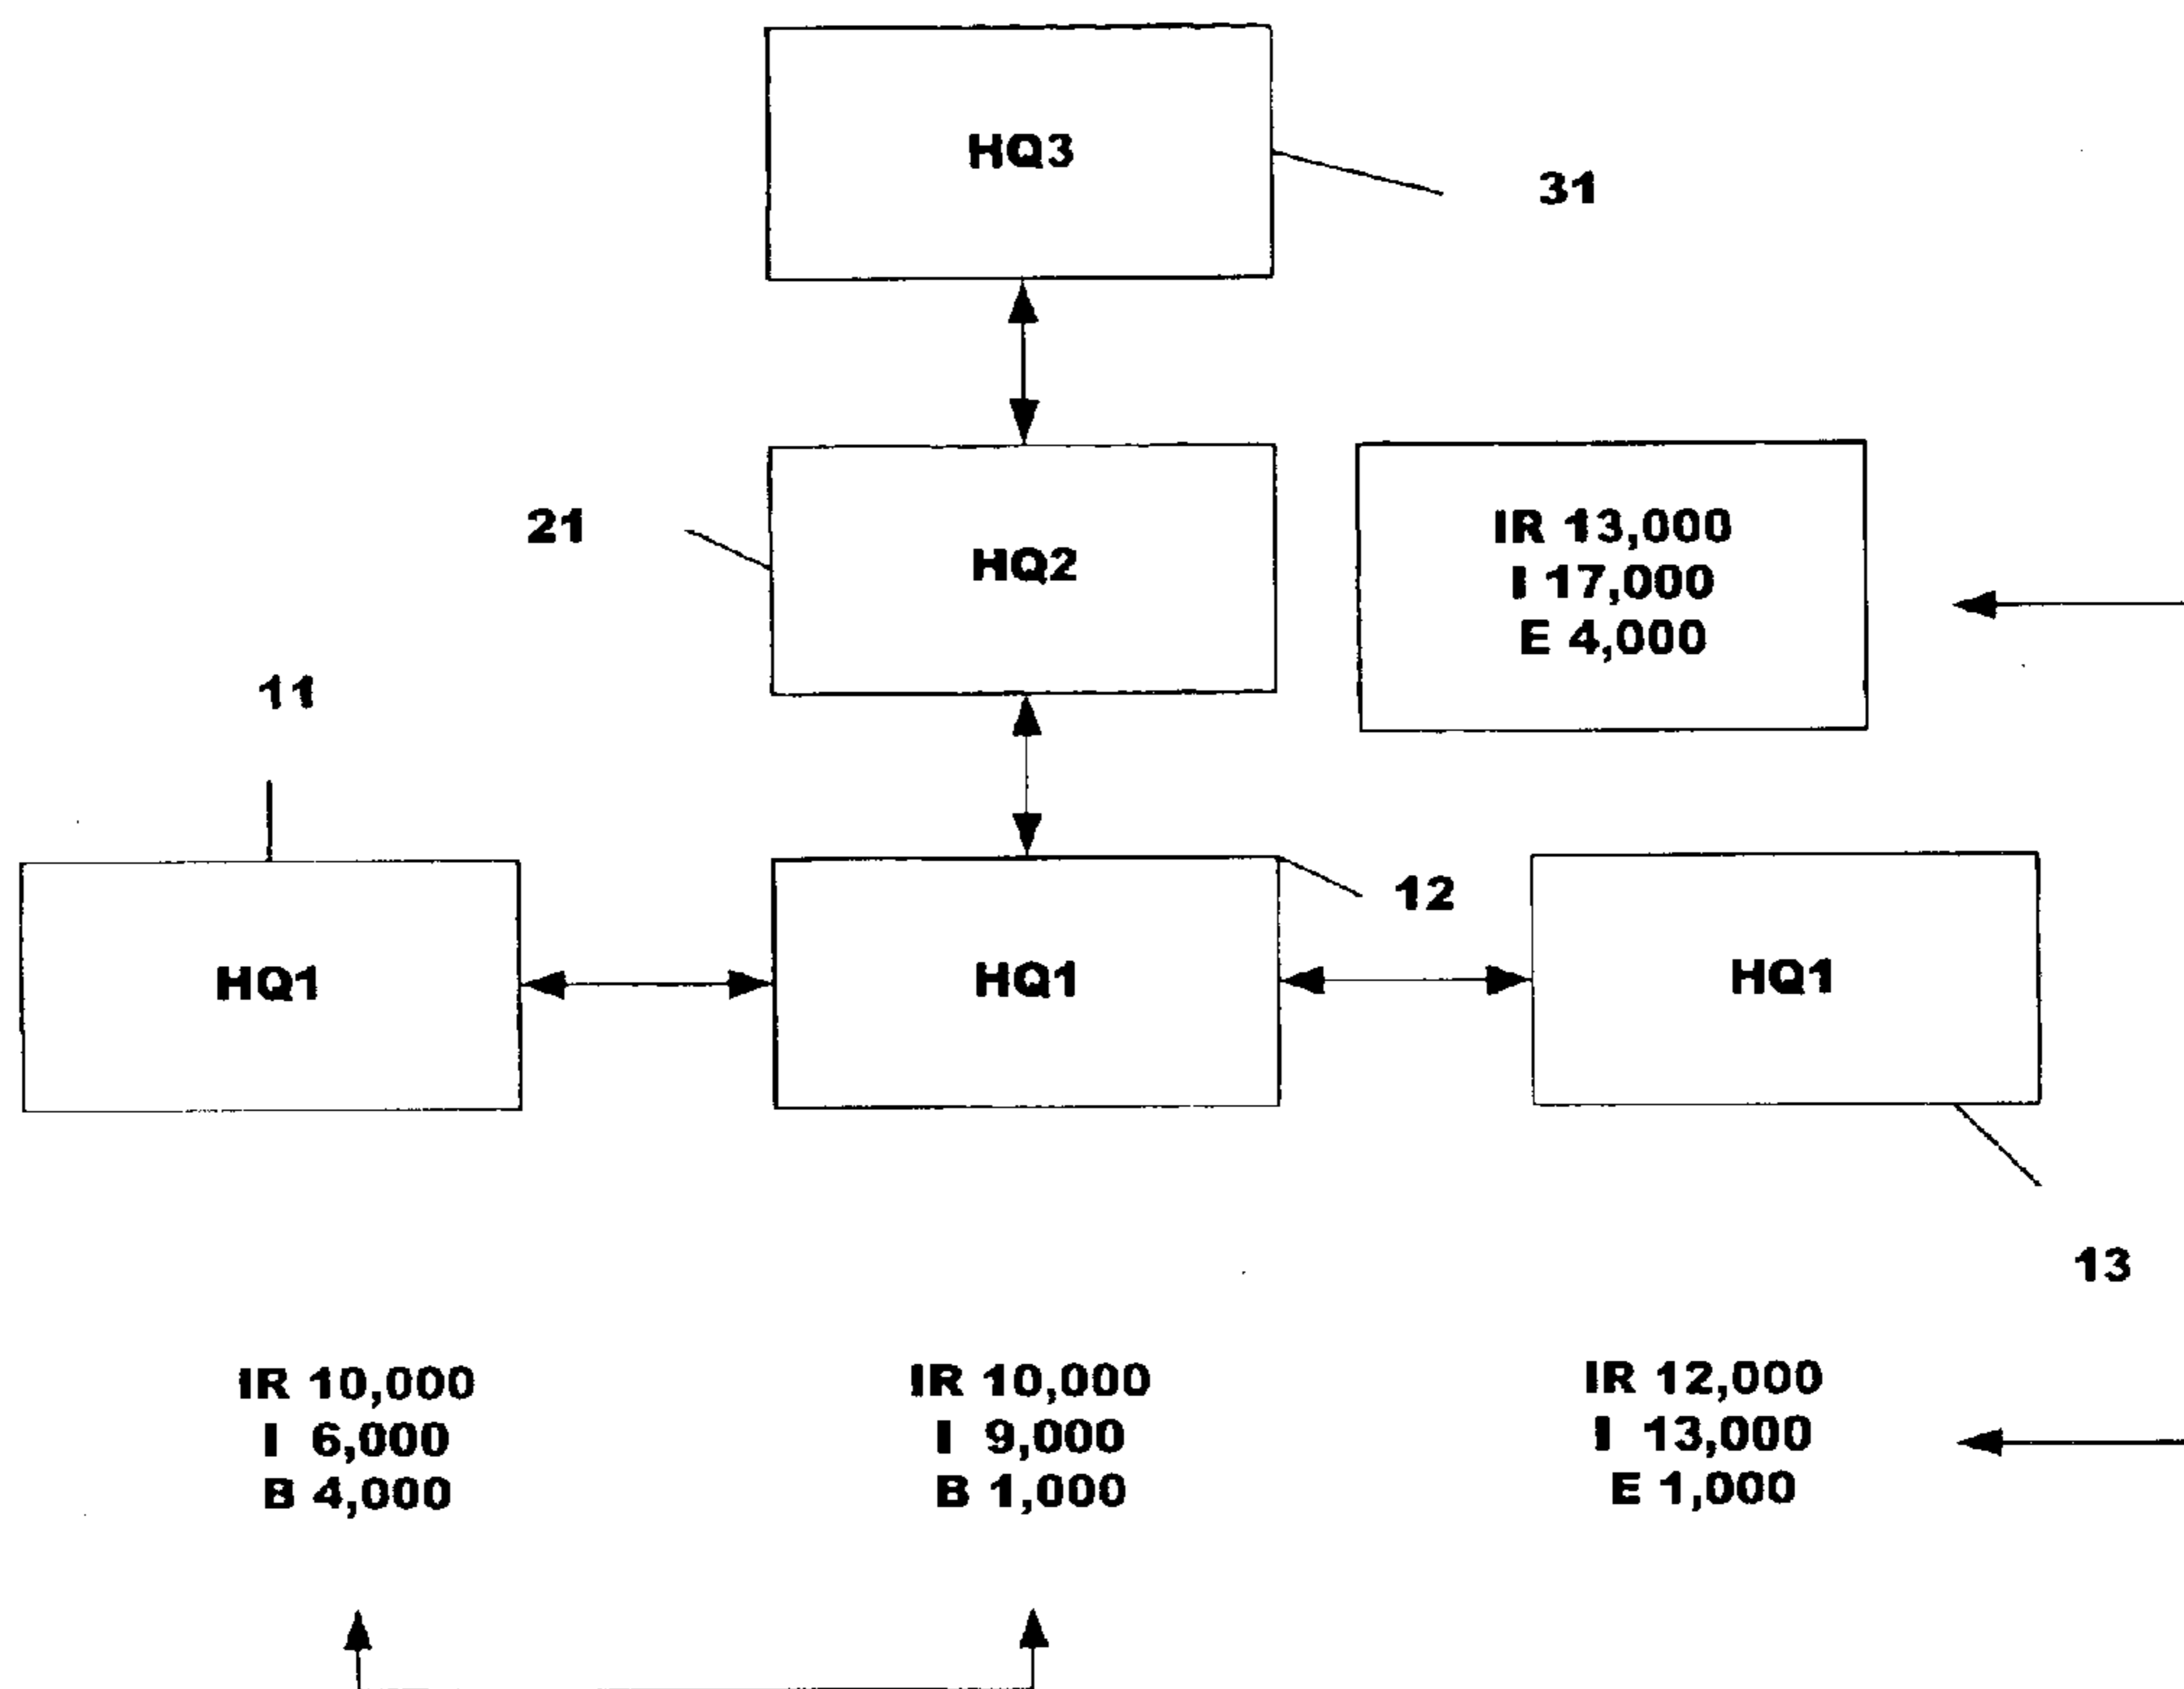 HQ3
31
21
HQ2
IR 13,000
I 17,000
E 4,000
11
12
HQ1
HQ1
HQ1
13
IR 10,000
I 6,000
B 4,000
IR 10,000
I 9,000
B 1,000
IR 12,000
I 13,000
E 1,000